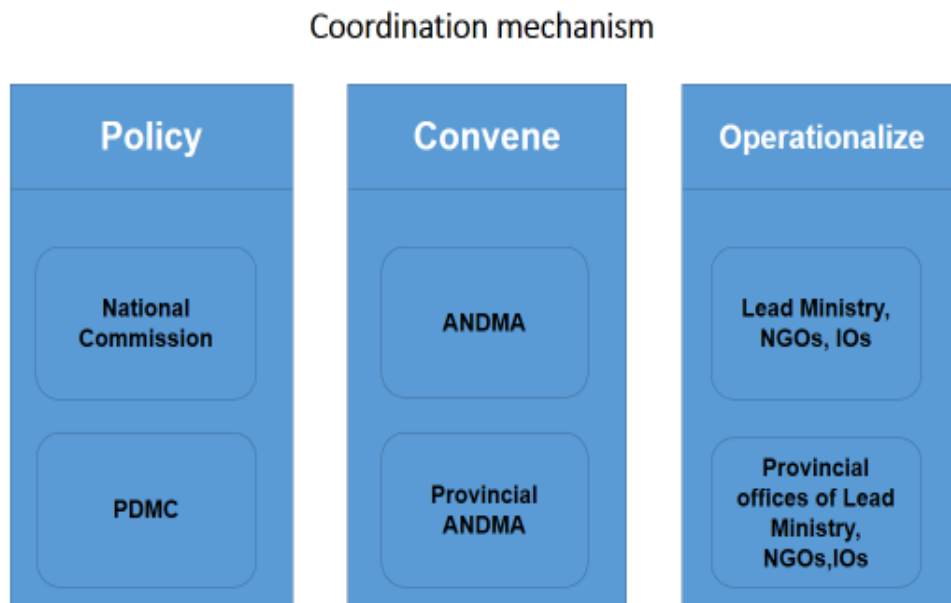 Coordination mechanism
Policy
National
Commission
PDMC
Convene
ANDMA
Provincial
ANDMA
Operationalize
Lead Ministry,
NGOs, IOs
Provincial
offices of Lead
Ministry,
NGOs,IOs